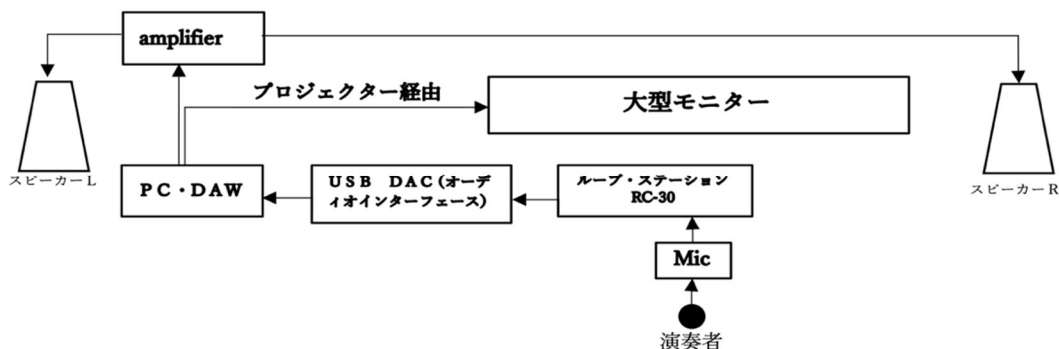 amplifier
プロジェクター経由
大型モニター
スピーカーL
スピーカーR
PC・DAW
USB DAC(オーデ
ィオインターフェース)
ループ・ステーション
RC-30
Mic
演奏者